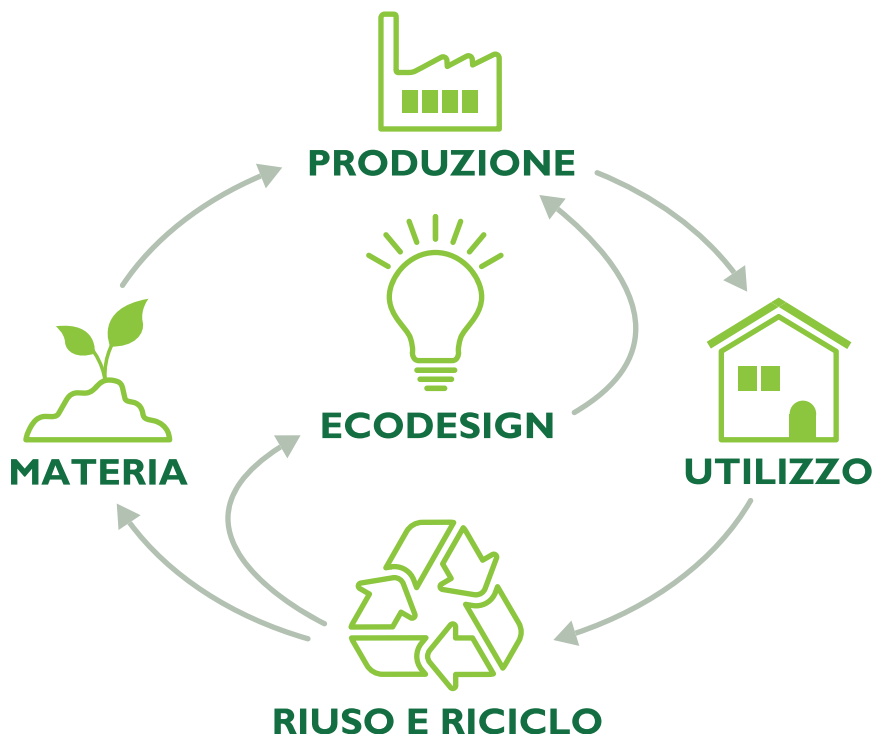 PRODUZIONE
ECODESIGN
MATERIA
UTILIZZO
RIUSO E RICICLO